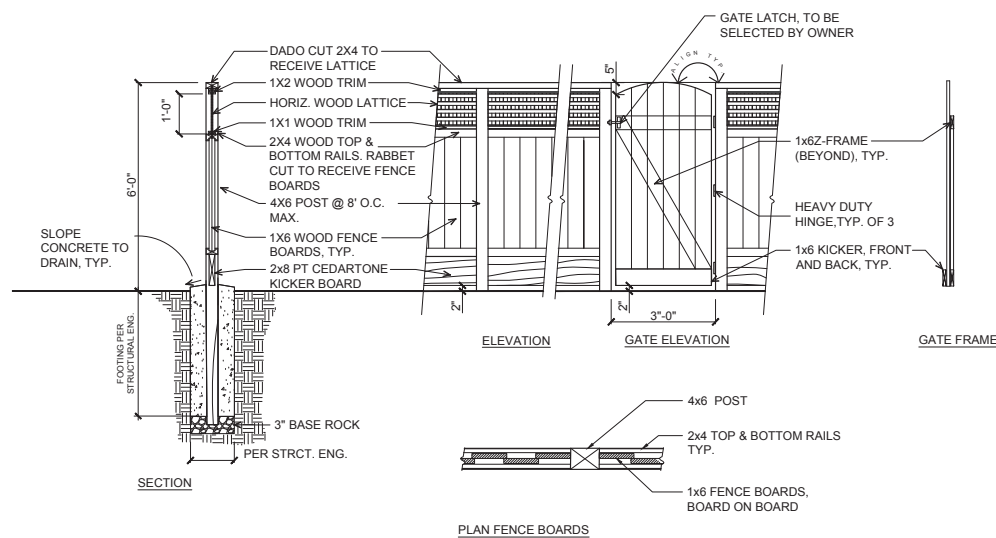 GATE LATCH, TO BE
SELECTED BY OWNER
DADO CUT 2X4 TO
RECEIVE LATTICE
1X2 WOOD TRIM
HORIZ. WOOD LATTICE
1X1 WOOD TRIM
2X4 WOOD TOP &
BOTTOM RAILS. RABBET
CUT TO RECEIVE FENCE
BOARDS
4X6 POST @ 8' O.C.
MAX.
1X6 WOOD FENCE
BOARDS, TYP.
2x8 PT CEDARTONE
KICKER BOARD
1'-0"
6'-0"
SLOPE
CONCRETE TO
DRAIN, TYP.
FOOTING PER
STRUCTURAL ENG.
3" BASE ROCK
PER STRCT. ENG.
SECTION
5"
ALIGN TYP
1x6Z-FRAME
(BEYOND), TYP.
HEAVY DUTY
HINGE,TYP. OF 3
1x6 KICKER, FRONT
AND BACK, TYP.
2"
2"
3"-0"
ELEVATION
GATE ELEVATION
GATE FRAME
4x6 POST
2x4 TOP & BOTTOM RAILS
TYP.
1x6 FENCE BOARDS,
BOARD ON BOARD
PLAN FENCE BOARDS